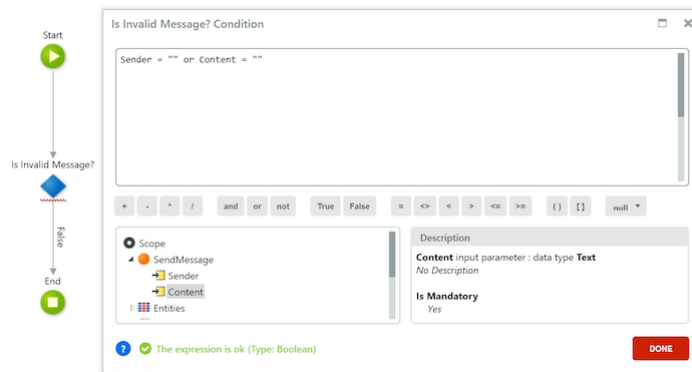 Is Invalid Message? Condition
Start
Sender = "" or Content = ""
Is Invalid Message?
+ - * / and or not True False = <> < > <= >= ( ) [ ] null
False
Scope
SendMessage
Sender
Content
Entities
Description
Content input parameter : data type Text
No Description
Is Mandatory
Yes
End
? The expression is ok (Type: Boolean)
DONE